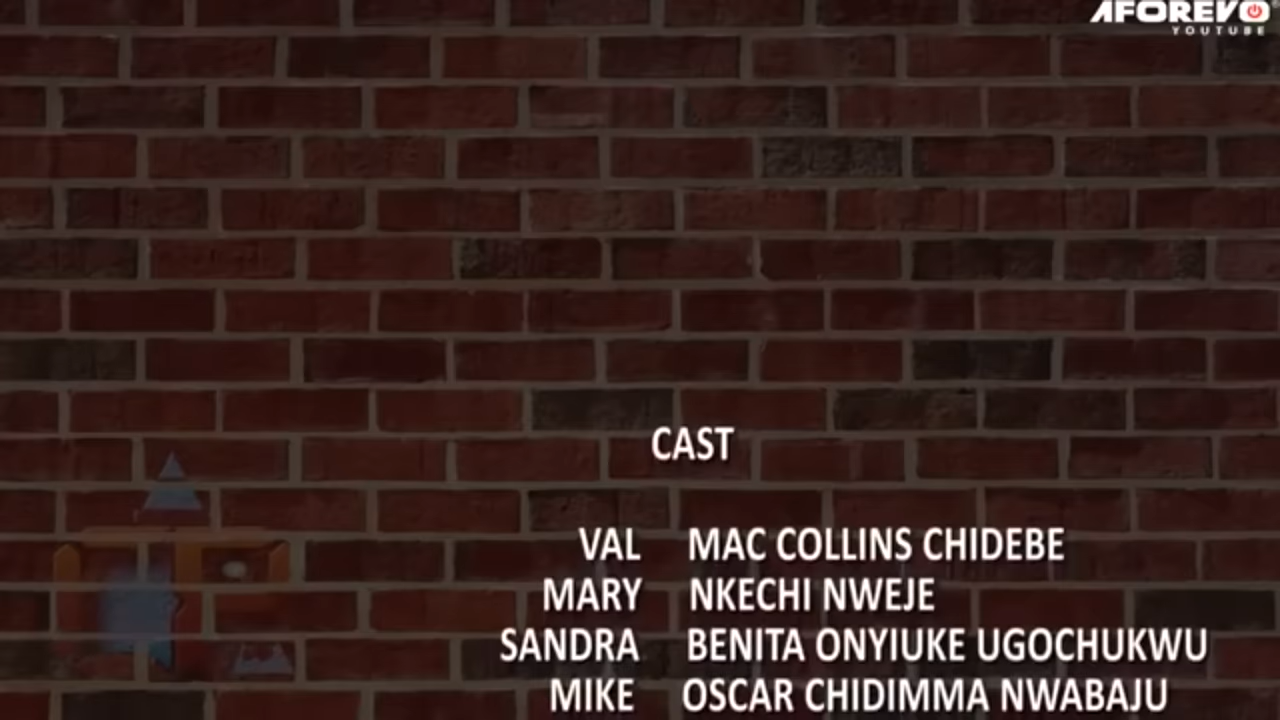 AFOREVO
YOUTUBE
CAST
VAL MAC COLLINS CHIDEBE
MARY NKECHI NWEJE
SANDRA BENITA ONYIUKE UGOCHUKWU
MIKE OSCAR CHIDIMMA NWABAJU